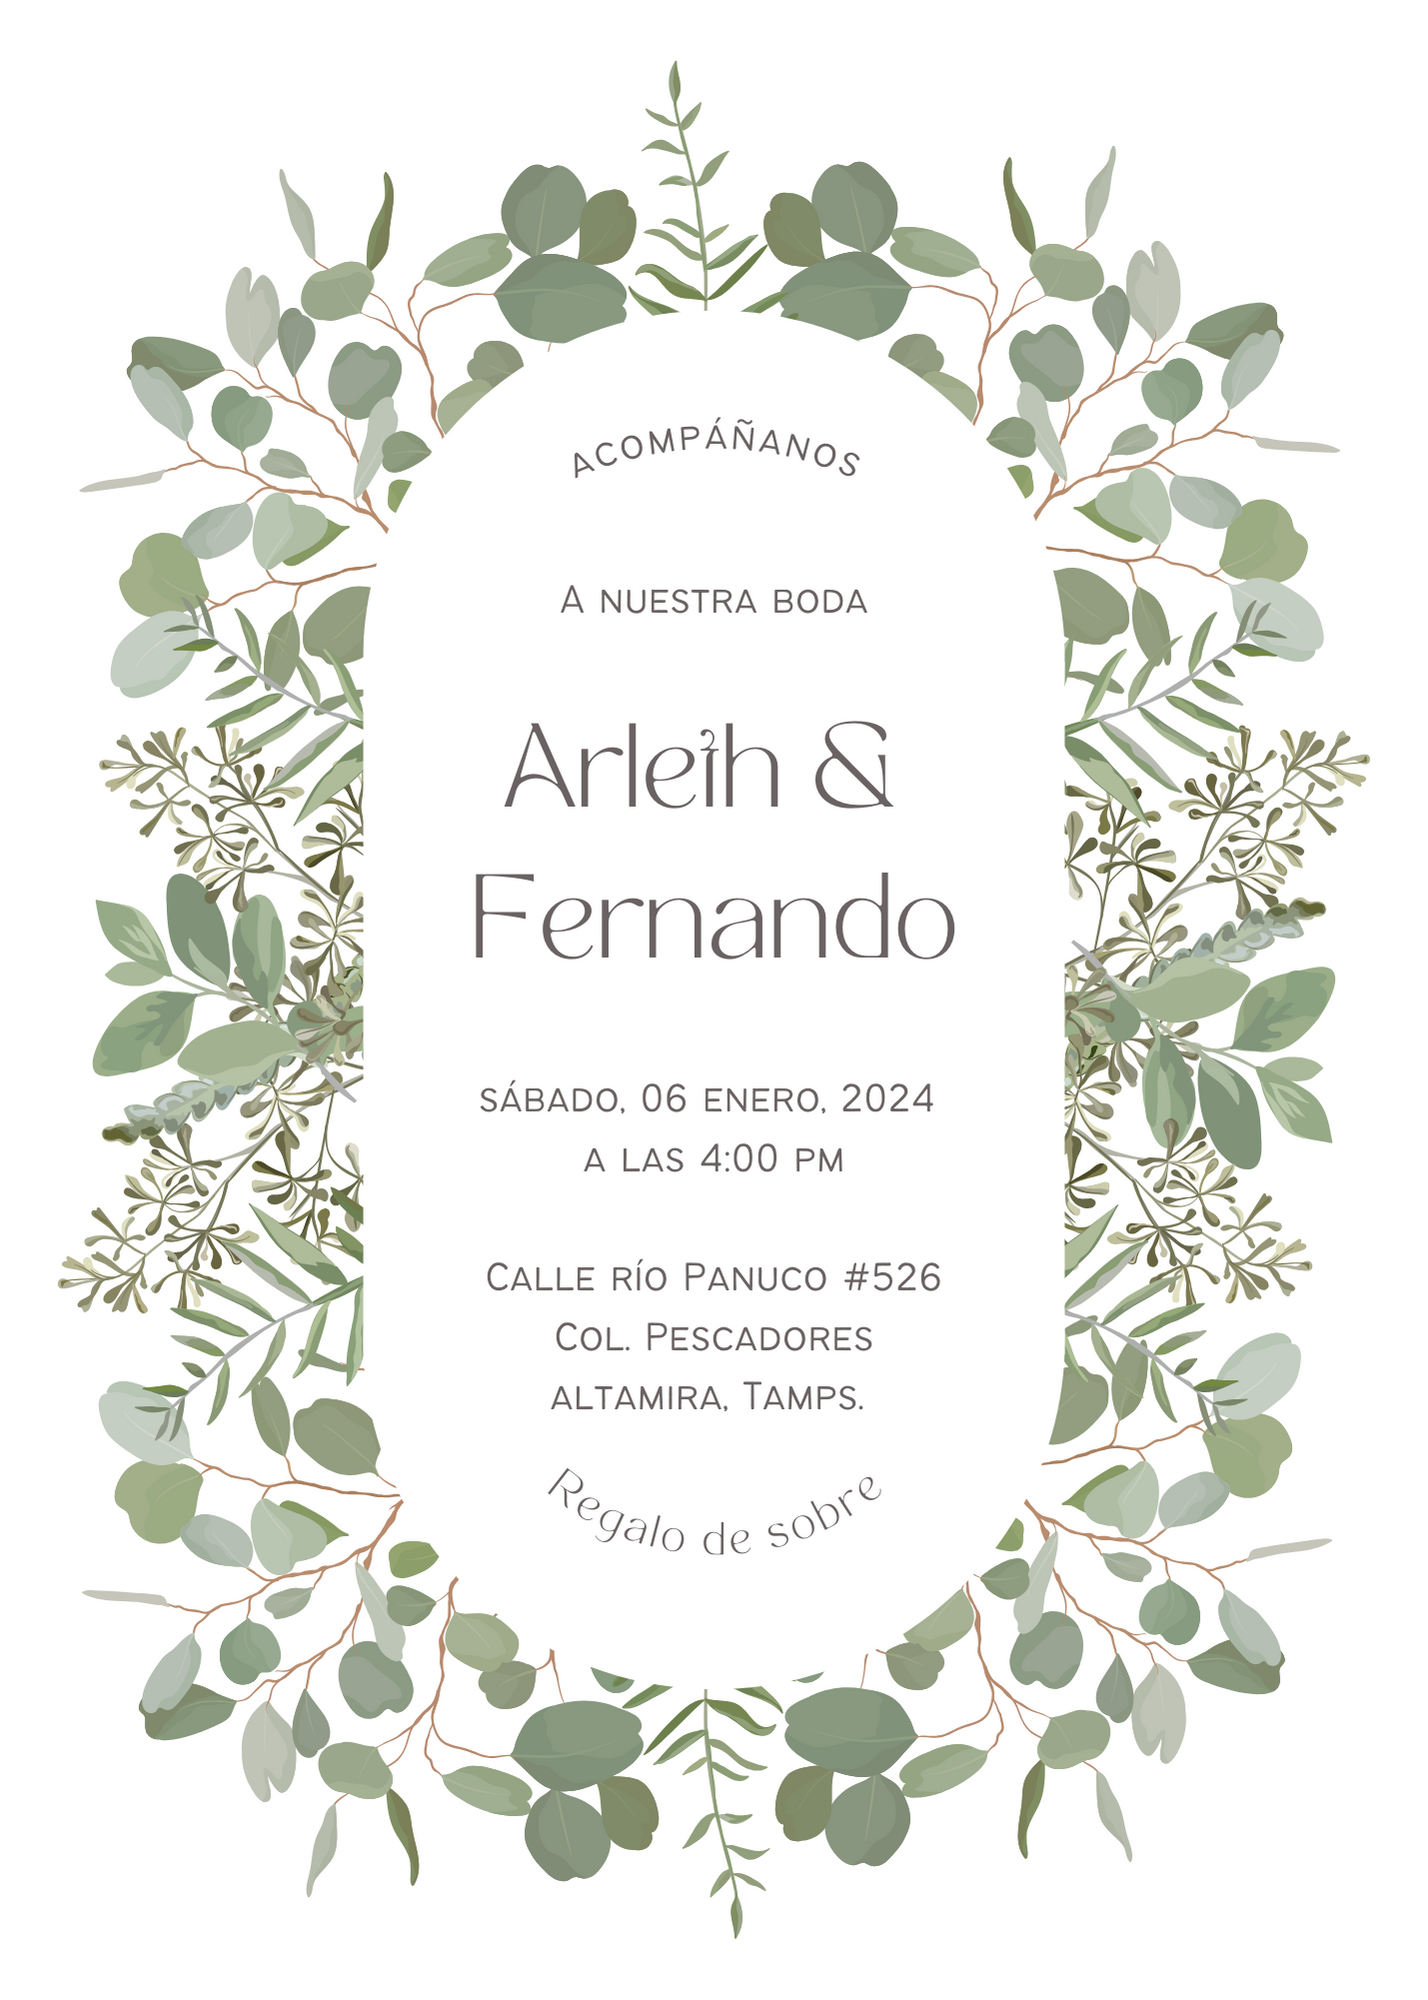 ACOMPÁÑANOS
A NUESTRA BODA
Arleih &
Fernando
SÁBADO, 06 ENERO, 2024
A LAS 4:00 PM
CALLE RÍO PANUCO #526
COL. PESCADORES
ALTAMIRA, TAMPS.
Regalo de sobre